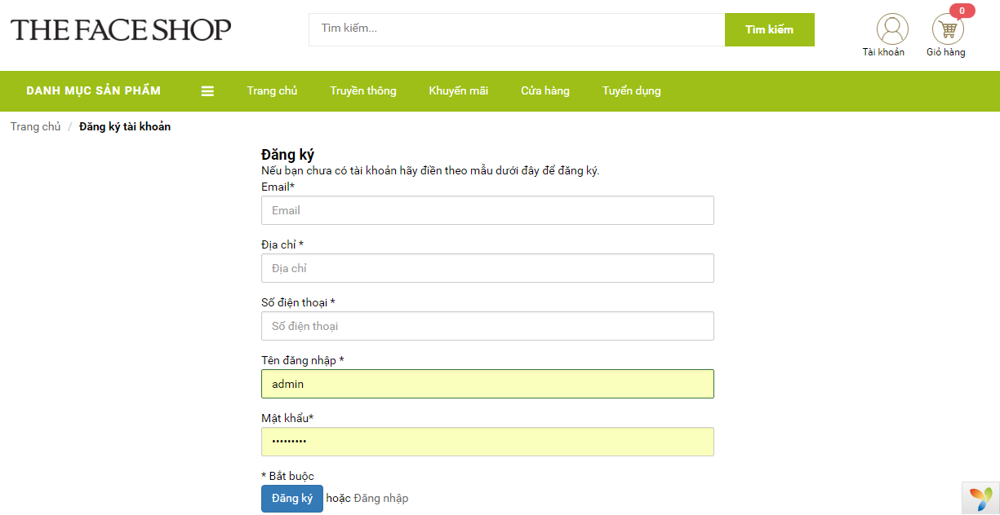 THE FACE SHOP
Tìm kiếm...
Tìm kiếm
0
Tài khoản
Giỏ hàng
DANH MỤC SẢN PHẨM
Trang chủ
Truyền thông
Khuyến mãi
Cửa hàng
Tuyển dụng
Trang chủ / Đăng ký tài khoản
Đăng ký
Nếu bạn chưa có tài khoản hãy điền theo mẫu dưới đây để đăng ký.
Email*
Email
Địa chỉ *
Địa chỉ
Số điện thoại *
Số điện thoại
Tên đăng nhập *
admin
Mật khẩu*
•••••••••
* Bắt buộc
Đăng ký hoặc Đăng nhập